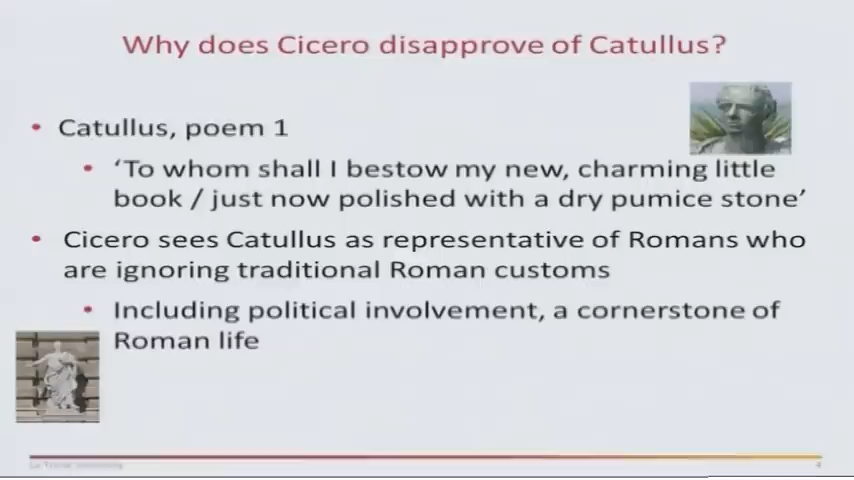 Why does Cicero disapprove of Catullus?
• Catullus, poem 1
• ‘To whom shall I bestow my new, charming little
book / just now polished with a dry pumice stone’
• Cicero sees Catullus as representative of Romans who
are ignoring traditional Roman customs
• Including political involvement, a cornerstone of
Roman life
La Trobe University
4